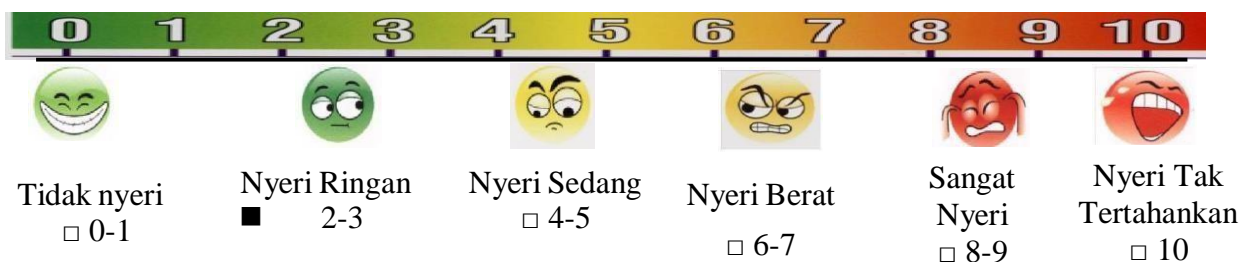 0 1 2 3 4 5 6 7 8 9 10
Tidak nyeri
□ 0-1
Nyeri Ringan
■ 2-3
Nyeri Sedang
□ 4-5
Nyeri Berat
□ 6-7
Sangat
Nyeri
□ 8-9
Nyeri Tak
Tertahankan
□ 10